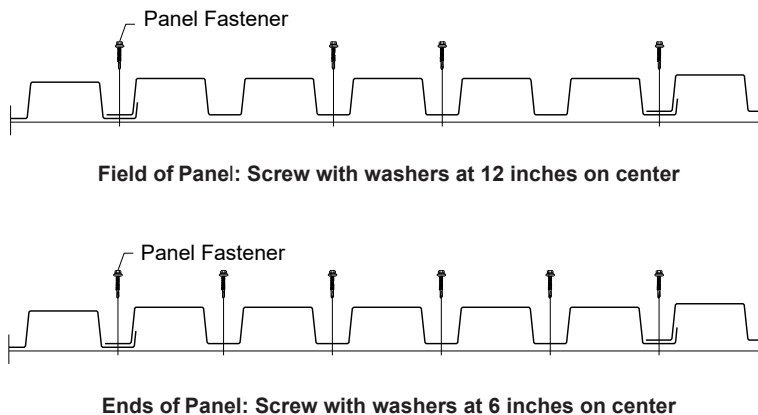 Panel Fastener
Field of Panel: Screw with washers at 12 inches on center
Panel Fastener
Ends of Panel: Screw with washers at 6 inches on center